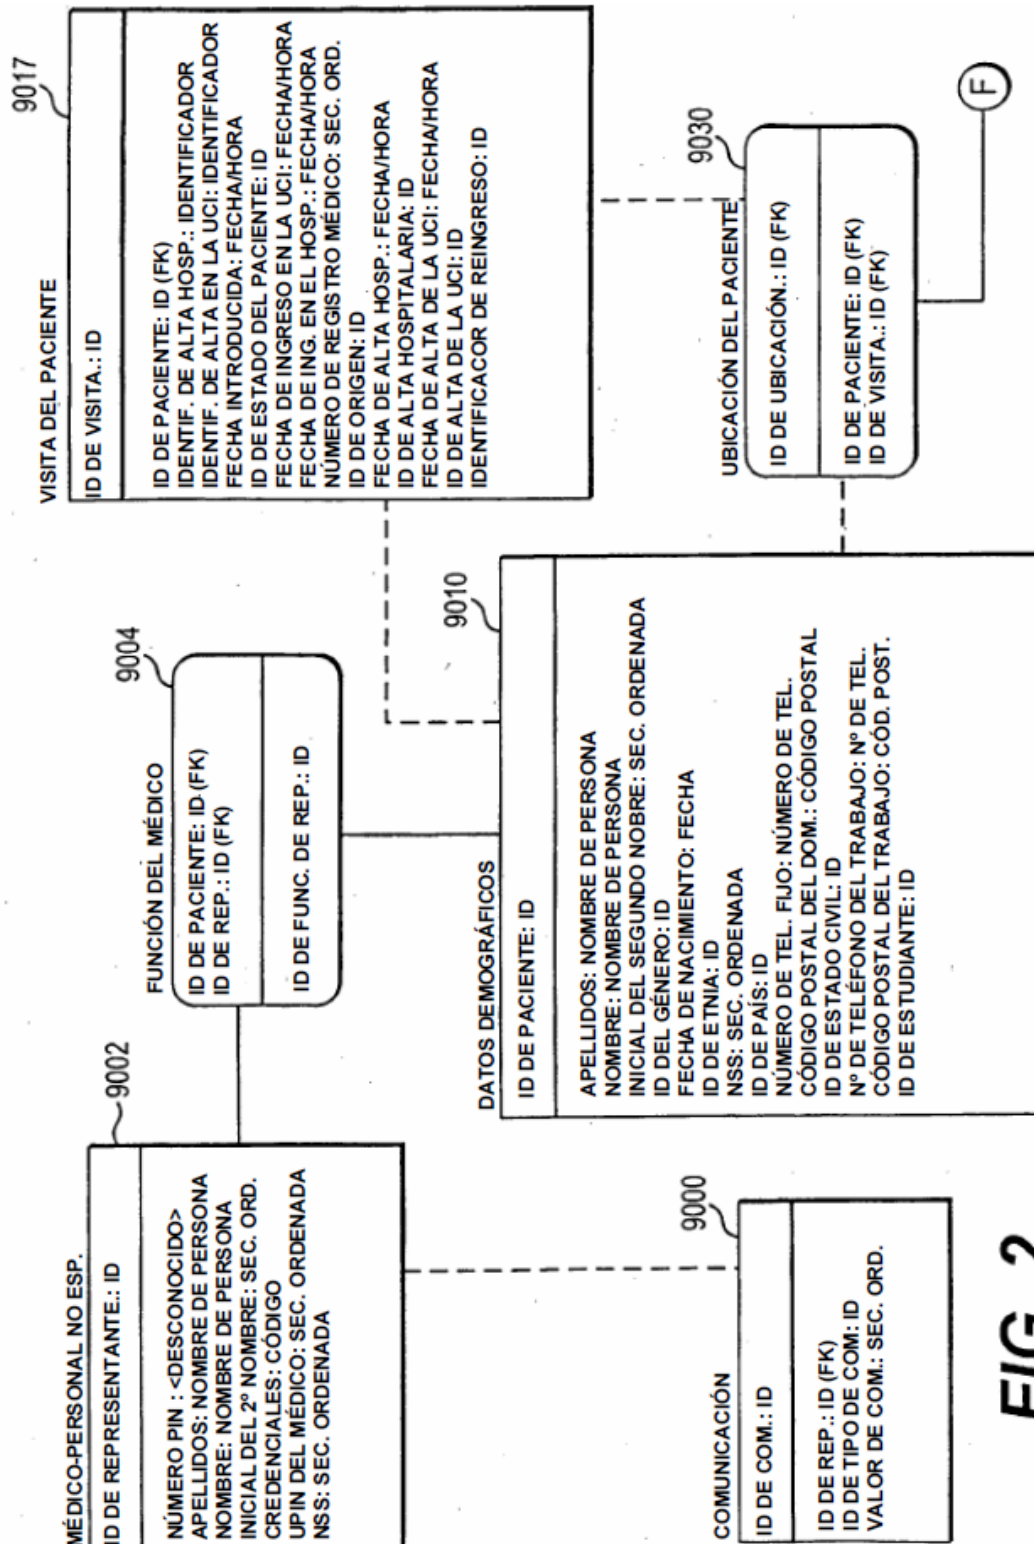 MÉDICO-PERSONAL NO ESP.
9002
ID DE REPRESENTANTE.: ID
NÚMERO PIN : <DESCONOCIDO>
APELLIDOS: NOMBRE DE PERSONA
NOMBRE: NOMBRE DE PERSONA
INICIAL DEL 2º NOMBRE: SEC. ORD.
CREDENCIALES: CÓDIGO
UPIN DEL MÉDICO: SEC. ORDENADA
NSS: SEC. ORDENADA
FUNCIÓN DEL MÉDICO
9004
ID DE PACIENTE: ID (FK)
ID DE REP.: ID (FK)
ID DE FUNC. DE REP.: ID
VISITA DEL PACIENTE
9017
ID DE VISITA.: ID
ID DE PACIENTE: ID (FK)
IDENTIF. DE ALTA HOSP.: IDENTIFICADOR
IDENTIF. DE ALTA EN LA UCI: IDENTIFICADOR
FECHA INTRODUCIDA: FECHA/HORA
ID DE ESTADO DEL PACIENTE: ID
FECHA DE INGRESO EN LA UCI: FECHA/HORA
FECHA DE ING. EN EL HOSP.: FECHA/HORA
NÚMERO DE REGISTRO MÉDICO: SEC. ORD.
ID DE ORIGEN: ID
FECHA DE ALTA HOSP.: FECHA/HORA
ID DE ALTA HOSPITALARIA: ID
FECHA DE ALTA DE LA UCI: FECHA/HORA
ID DE ALTA DE LA UCI: ID
IDENTIFICACOR DE REINGRESO: ID
DATOS DEMOGRÁFICOS
9010
ID DE PACIENTE: ID
APELLIDOS: NOMBRE DE PERSONA
NOMBRE: NOMBRE DE PERSONA
INICIAL DEL SEGUNDO NOBRE: SEC. ORDENADA
ID DEL GÉNERO: ID
FECHA DE NACIMIENTO: FECHA
ID DE ETNIA: ID
NSS: SEC. ORDENADA
ID DE PAÍS: ID
NÚMERO DE TEL. FIJO: NÚMERO DE TEL.
CÓDIGO POSTAL DEL DOM.: CÓDIGO POSTAL
ID DE ESTADO CIVIL: ID
Nº DE TELÉFONO DEL TRABAJO: Nº DE TEL.
CÓDIGO POSTAL DEL TRABAJO: CÓD. POST.
ID DE ESTUDIANTE: ID
COMUNICACIÓN
9000
ID DE COM.: ID
ID DE REP.: ID (FK)
ID DE TIPO DE COM: ID
VALOR DE COM.: SEC. ORD.
UBICACIÓN DEL PACIENTE
9030
ID DE UBICACIÓN.: ID (FK)
ID DE PACIENTE: ID (FK)
ID DE VISITA.: ID (FK)
F
FIG. 2